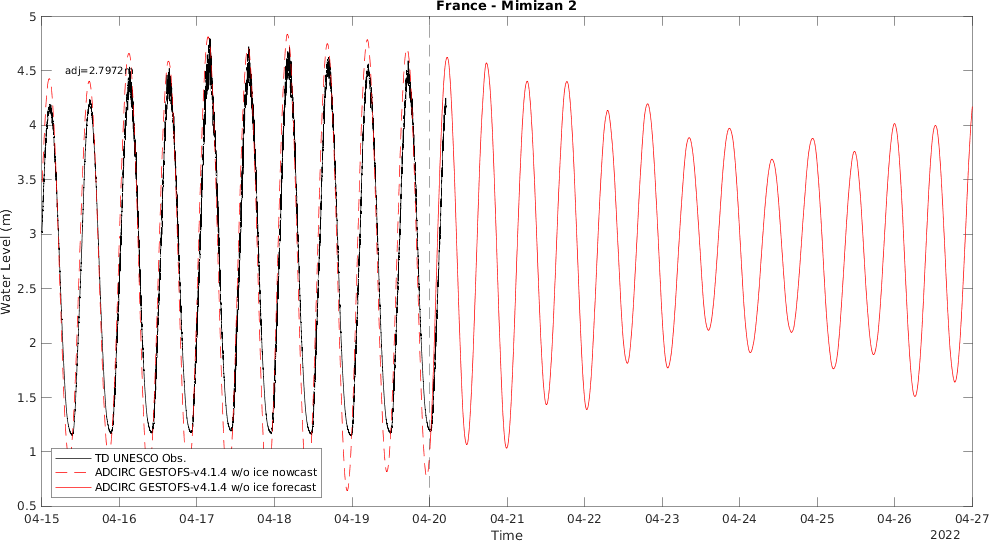 France - Mimizan 2
5
4.5
4
3.5
3
2.5
2
1.5
1
0.5
Water Level (m)
adj=2.7972
TD UNESCO Obs.
ADCIRC GESTOFS-v4.1.4 w/o ice nowcast
ADCIRC GESTOFS-v4.1.4 w/o ice forecast
04-15 04-16 04-17 04-18 04-19 04-20 04-21 04-22 04-23 04-24 04-25 04-26 04-27
Time
2022